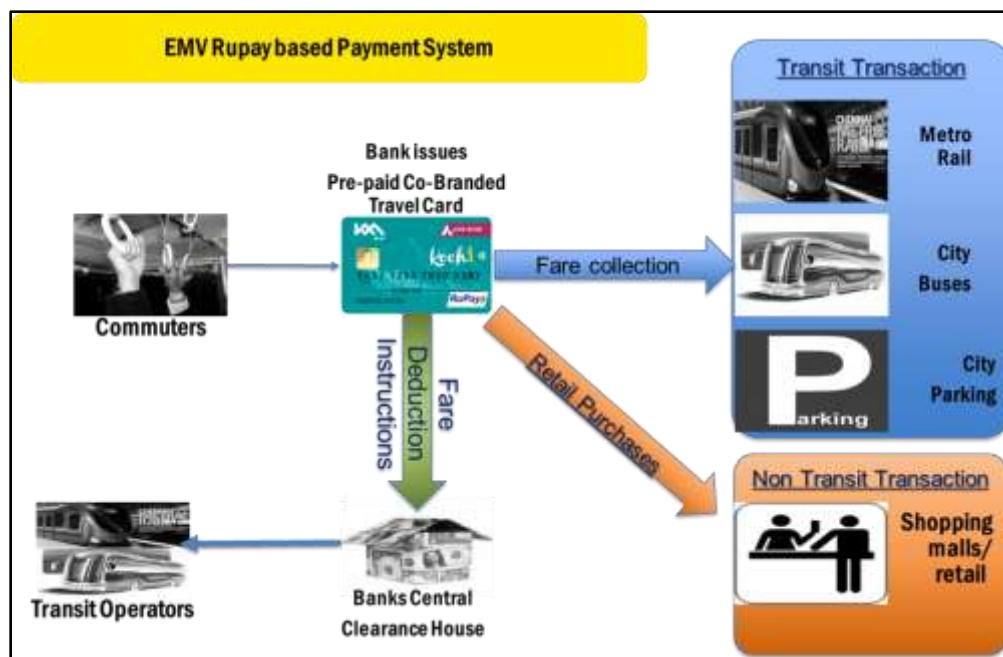 EMV Rupay based Payment System
Transit Transaction
Metro
Rail
Bank issues
Pre-paid Co-Branded
Travel Card
Commuters
Fare collection
City
Buses
Fare
Deduction
Instructions
Retail Purchases
City
Parking
P
arking
Non Transit Transaction
Shopping
malls/
retail
Transit Operators
Banks Central
Clearance House
RuPay